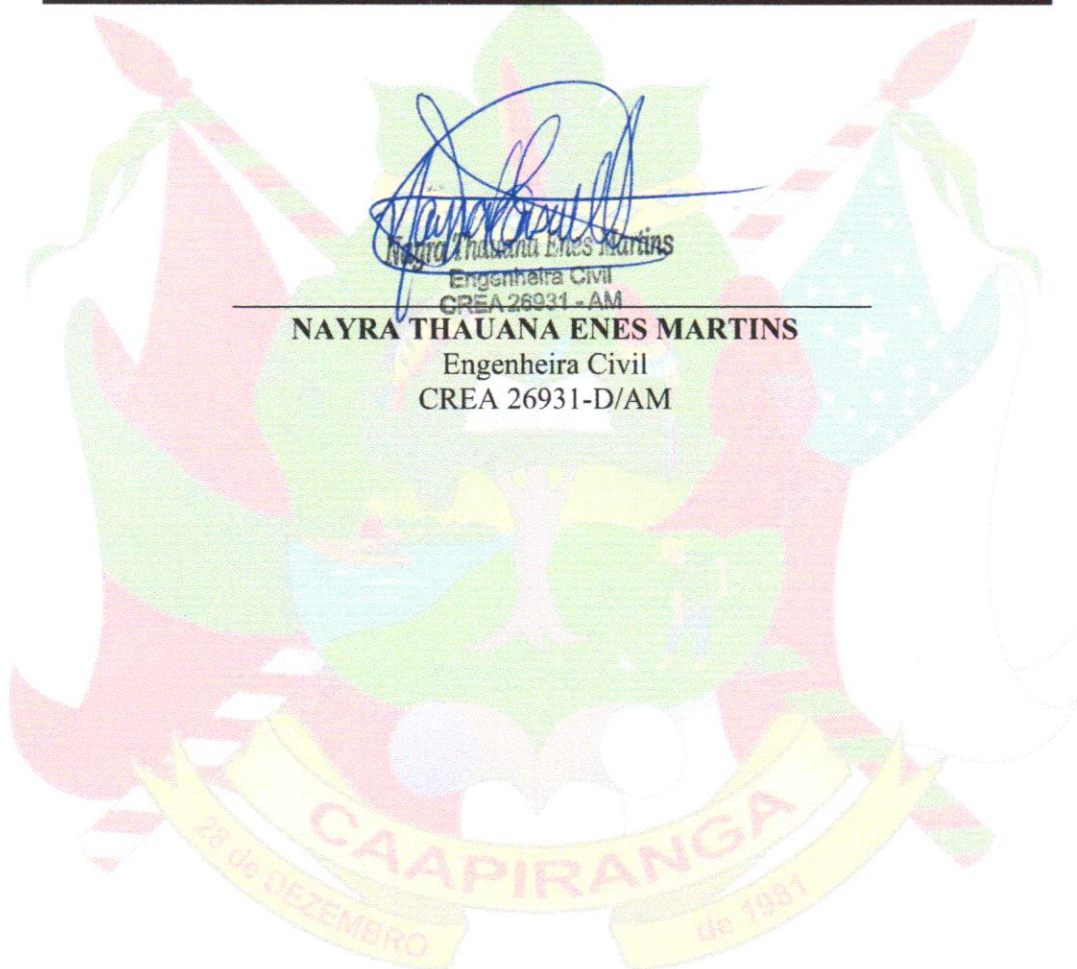 Nayra Thauana Enes Martins
Engenheira Civil
CREA 26931 - AM
NAYRA THAUANA ENES MARTINS
Engenheira Civil
CREA 26931-D/AM
CAAPIRANGA
28 de DEZEMBRO
de 1981